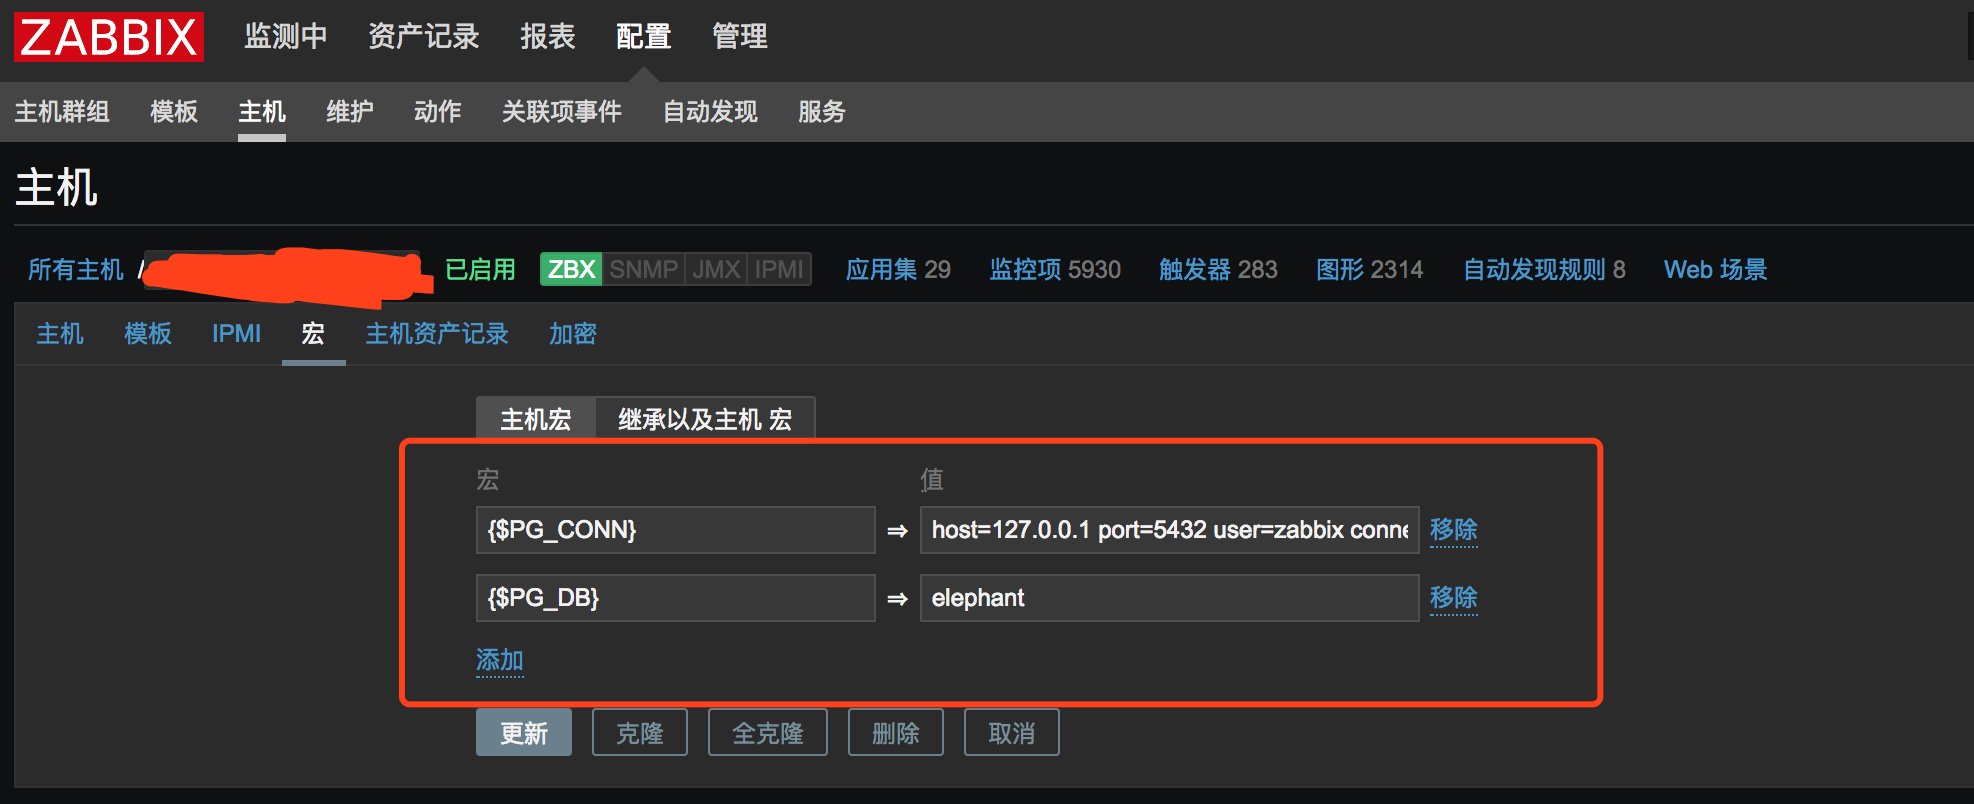 ZABBIX 监测中 资产记录 报表 配置 管理
主机群组 模板 主机 维护 动作 关联项事件 自动发现 服务
主机
所有主机 / 已启用 ZBX SNMP JMX IPMI 应用集 29 监控项 5930 触发器 283 图形 2314 自动发现规则 8 Web 场景
主机 模板 IPMI 宏 主机资产记录 加密
主机宏 继承以及主机 宏
宏 值
{$PG_CONN} ⇒ host=127.0.0.1 port=5432 user=zabbix conne 移除
{$PG_DB} ⇒ elephant 移除
添加
更新 克隆 全克隆 删除 取消